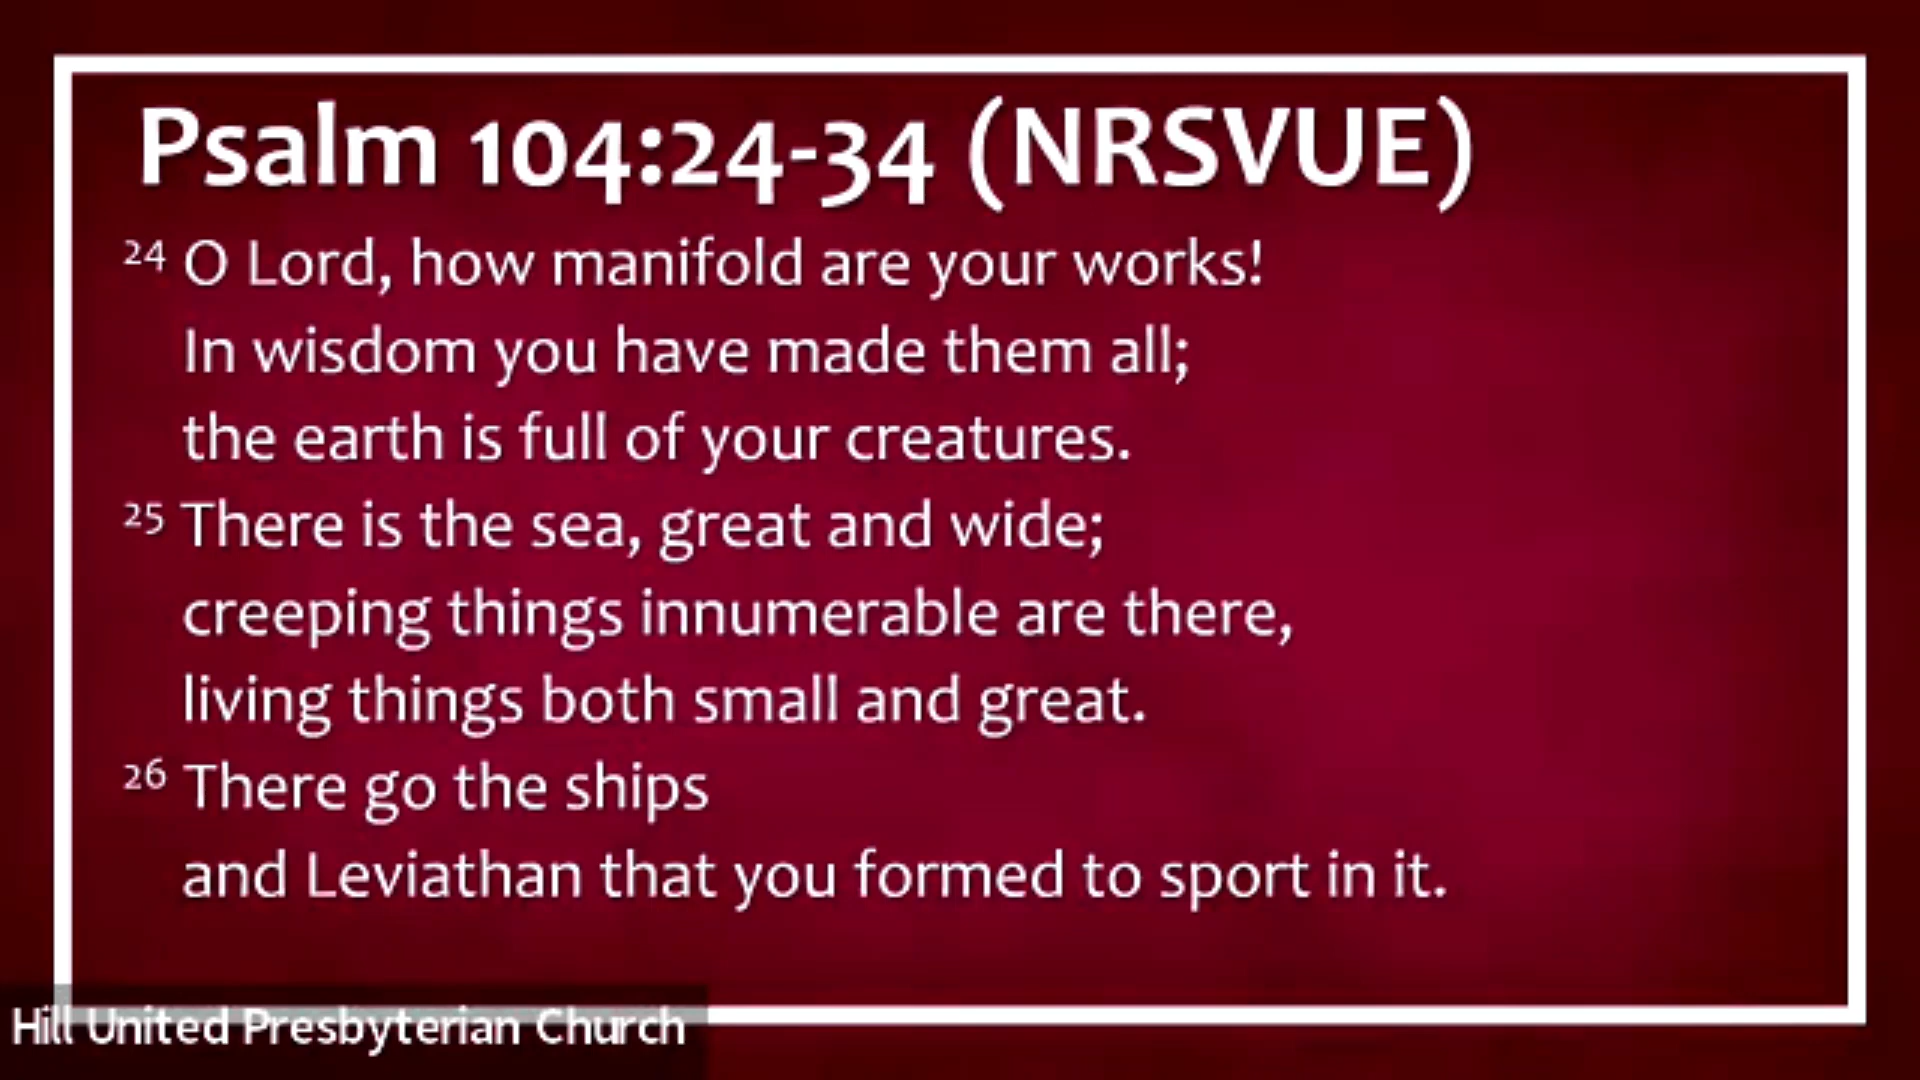 Psalm 104:24-34 (NRSVUE)
24 O Lord, how manifold are your works!
In wisdom you have made them all;
the earth is full of your creatures.
25 There is the sea, great and wide;
creeping things innumerable are there,
living things both small and great.
26 There go the ships
and Leviathan that you formed to sport in it.
Hill United Presbyterian Church